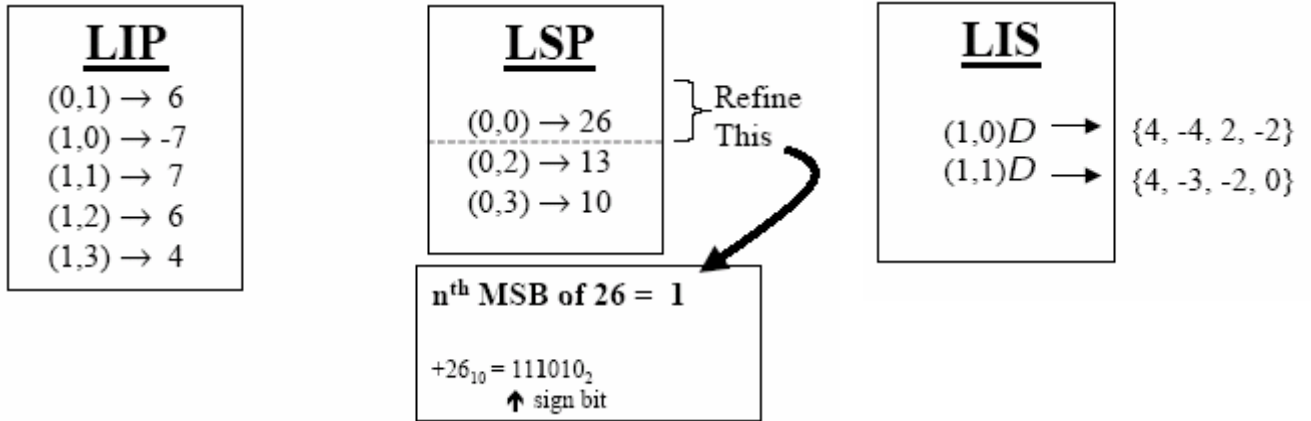 LIP
(0,1) → 6
(1,0) → -7
(1,1) → 7
(1,2) → 6
(1,3) → 4
LSP
(0,0) → 26
(0,2) → 13
(0,3) → 10
Refine
This
nth MSB of 26 = 1
+26₁₀ = 111010₂
↑ sign bit
LIS
(1,0)D → {4, -4, 2, -2}
(1,1)D → {4, -3, -2, 0}